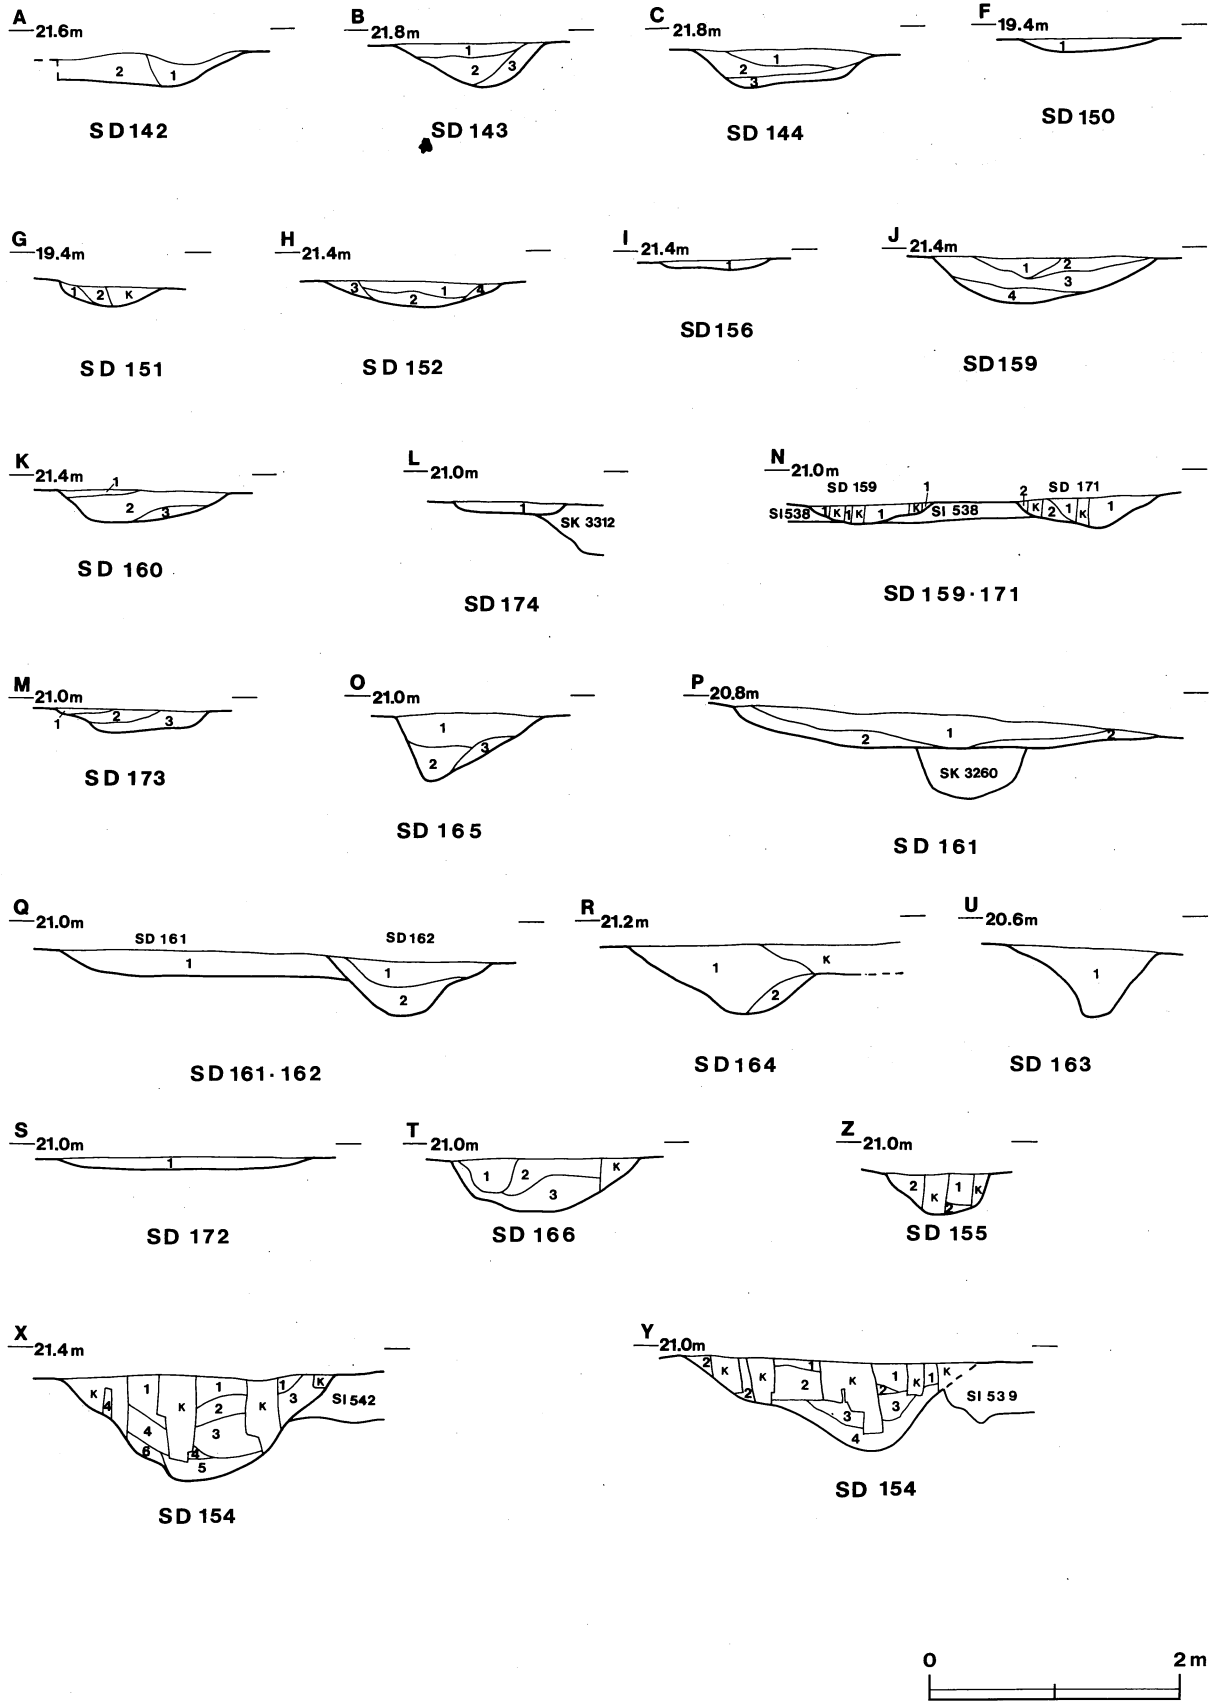 A
21.6m
2 1
SD142
B
21.8m
1
2 3
SD143
C
21.8m
1
2
3
SD144
F
19.4m
1
SD150
G
19.4m
1 2 K
SD 151
H
21.4m
3 1 4
2
SD 152
I
21.4m
1
SD156
J
21.4m
1 2
3
4
SD159
K
21.4m
1
2 3
SD 160
L
21.0m
1
SK 3312
SD 174
N
21.0m
SD 159 1 2 SD 171
SI538 1 K 1 K 1 K SI 538 K 2 1 K 1
SD 159·171
M
21.0m
1 2 3
SD 173
O
21.0m
1
2 3
SD 165
P
20.8m
1
2 2
SK 3260
SD 161
Q
21.0m
SD 161 SD 162
1 1
2
SD 161·162
R
21.2m
1 K
2
SD164
U
20.6m
1
SD 163
S
21.0m
1
SD 172
T
21.0m
1 2 K
3
SD 166
Z
21.0m
2 K 1 K
2
SD 155
X
21.4m
K 1 K 1 K 1 K
4 2 3 SI 542
4 3
6 4
5
SD 154
Y
21.0m
2 K K 1 K 1 K 1 K
2 2 2 SI 539
3 3
4
SD 154
0 2m